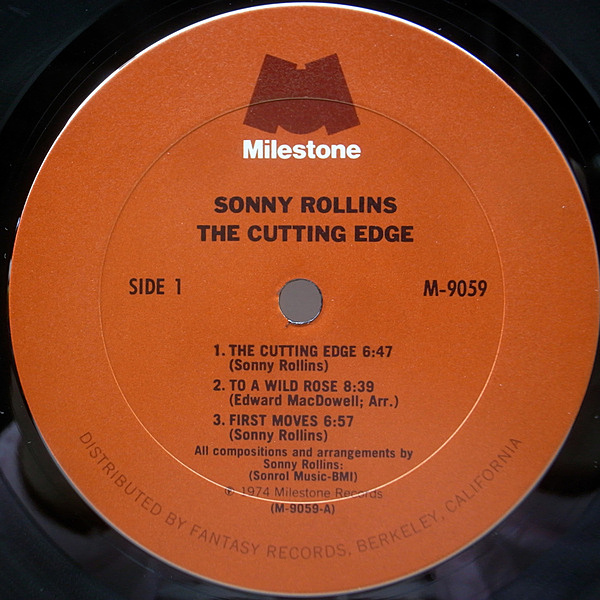 Milestone
SONNY ROLLINS
THE CUTTING EDGE
SIDE 1
M-9059
1. THE CUTTING EDGE 6:47
(Sonny Rollins)
2. TO A WILD ROSE 8:39
(Edward MacDowell; Arr.)
3. FIRST MOVES 6:57
(Sonny Rollins)
All compositions and arrangements by
Sonny Rollins:
(Sonrol Music-BMI)
℗ 1974 Milestone Records
(M-9059-A)
DISTRIBUTED BY FANTASY RECORDS, BERKELEY, CALIFORNIA